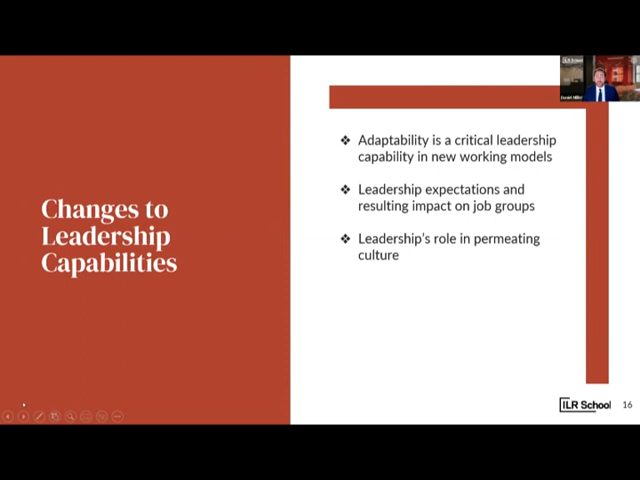 Changes to
Leadership
Capabilities
❖ Adaptability is a critical leadership
capability in new working models
❖ Leadership expectations and
resulting impact on job groups
❖ Leadership's role in permeating
culture
ILR School
16